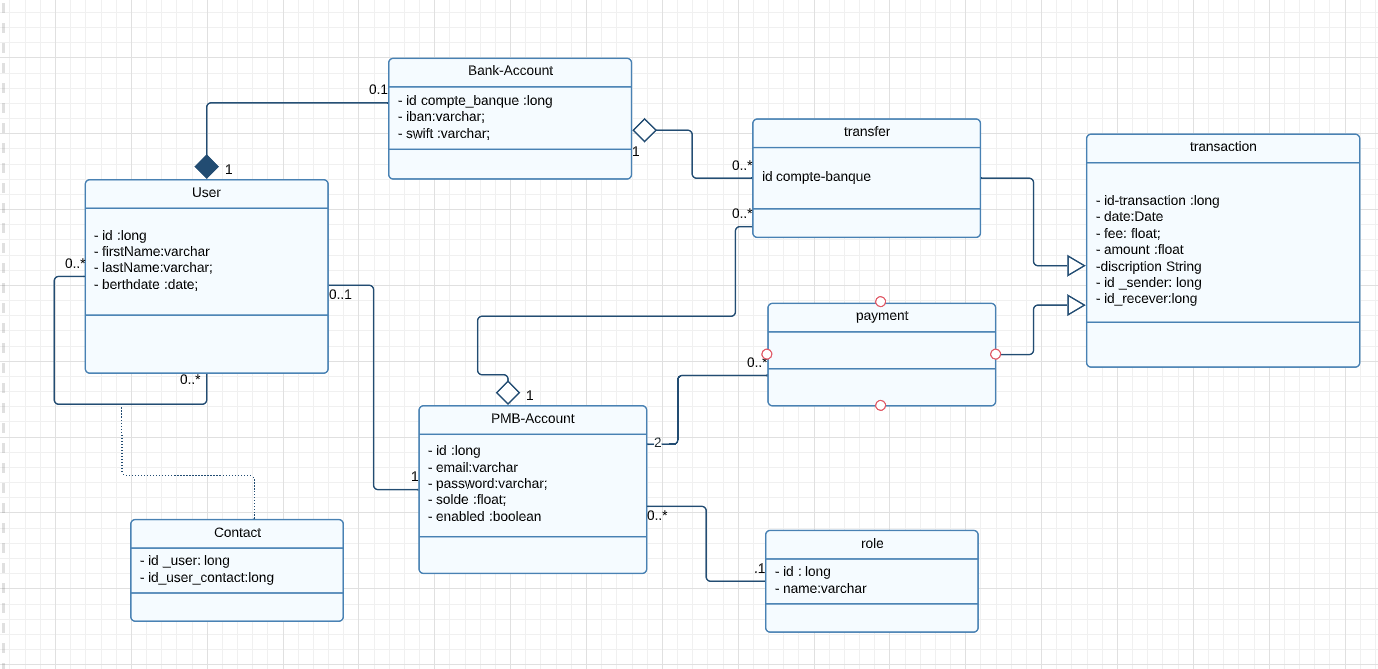 Bank-Account
0.1
- id compte_banque :long
- iban:varchar;
- swift :varchar;
1
1
User
- id :long
- firstName:varchar
- lastName:varchar;
- berthdate :date;
0..*
0..1
0..*
transfer
0..*
id compte-banque
0..*
transaction
- id-transaction :long
- date:Date
- fee: float;
- amount :float
-discription String
- id _sender: long
- id_recever:long
payment
0..*
1
PMB-Account
2
- id :long
- email:varchar
- password:varchar;
- solde :float;
- enabled :boolean
1
0..*
Contact
- id _user: long
- id_user_contact:long
role
.1
- id : long
- name:varchar